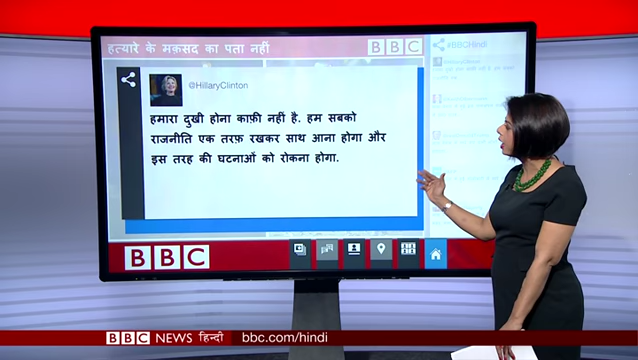 हत्यारे के मक़सद का पता नहीं
BBC
#BBCHindi
@HillaryClinton
हमारा दुखी होना काफ़ी नहीं है. हम सबको
राजनीति एक तरफ़ रखकर साथ आना होगा और
इस तरह की घटनाओं को रोकना होगा.
BBC
BBC NEWS हिन्दी bbc.com/hindi